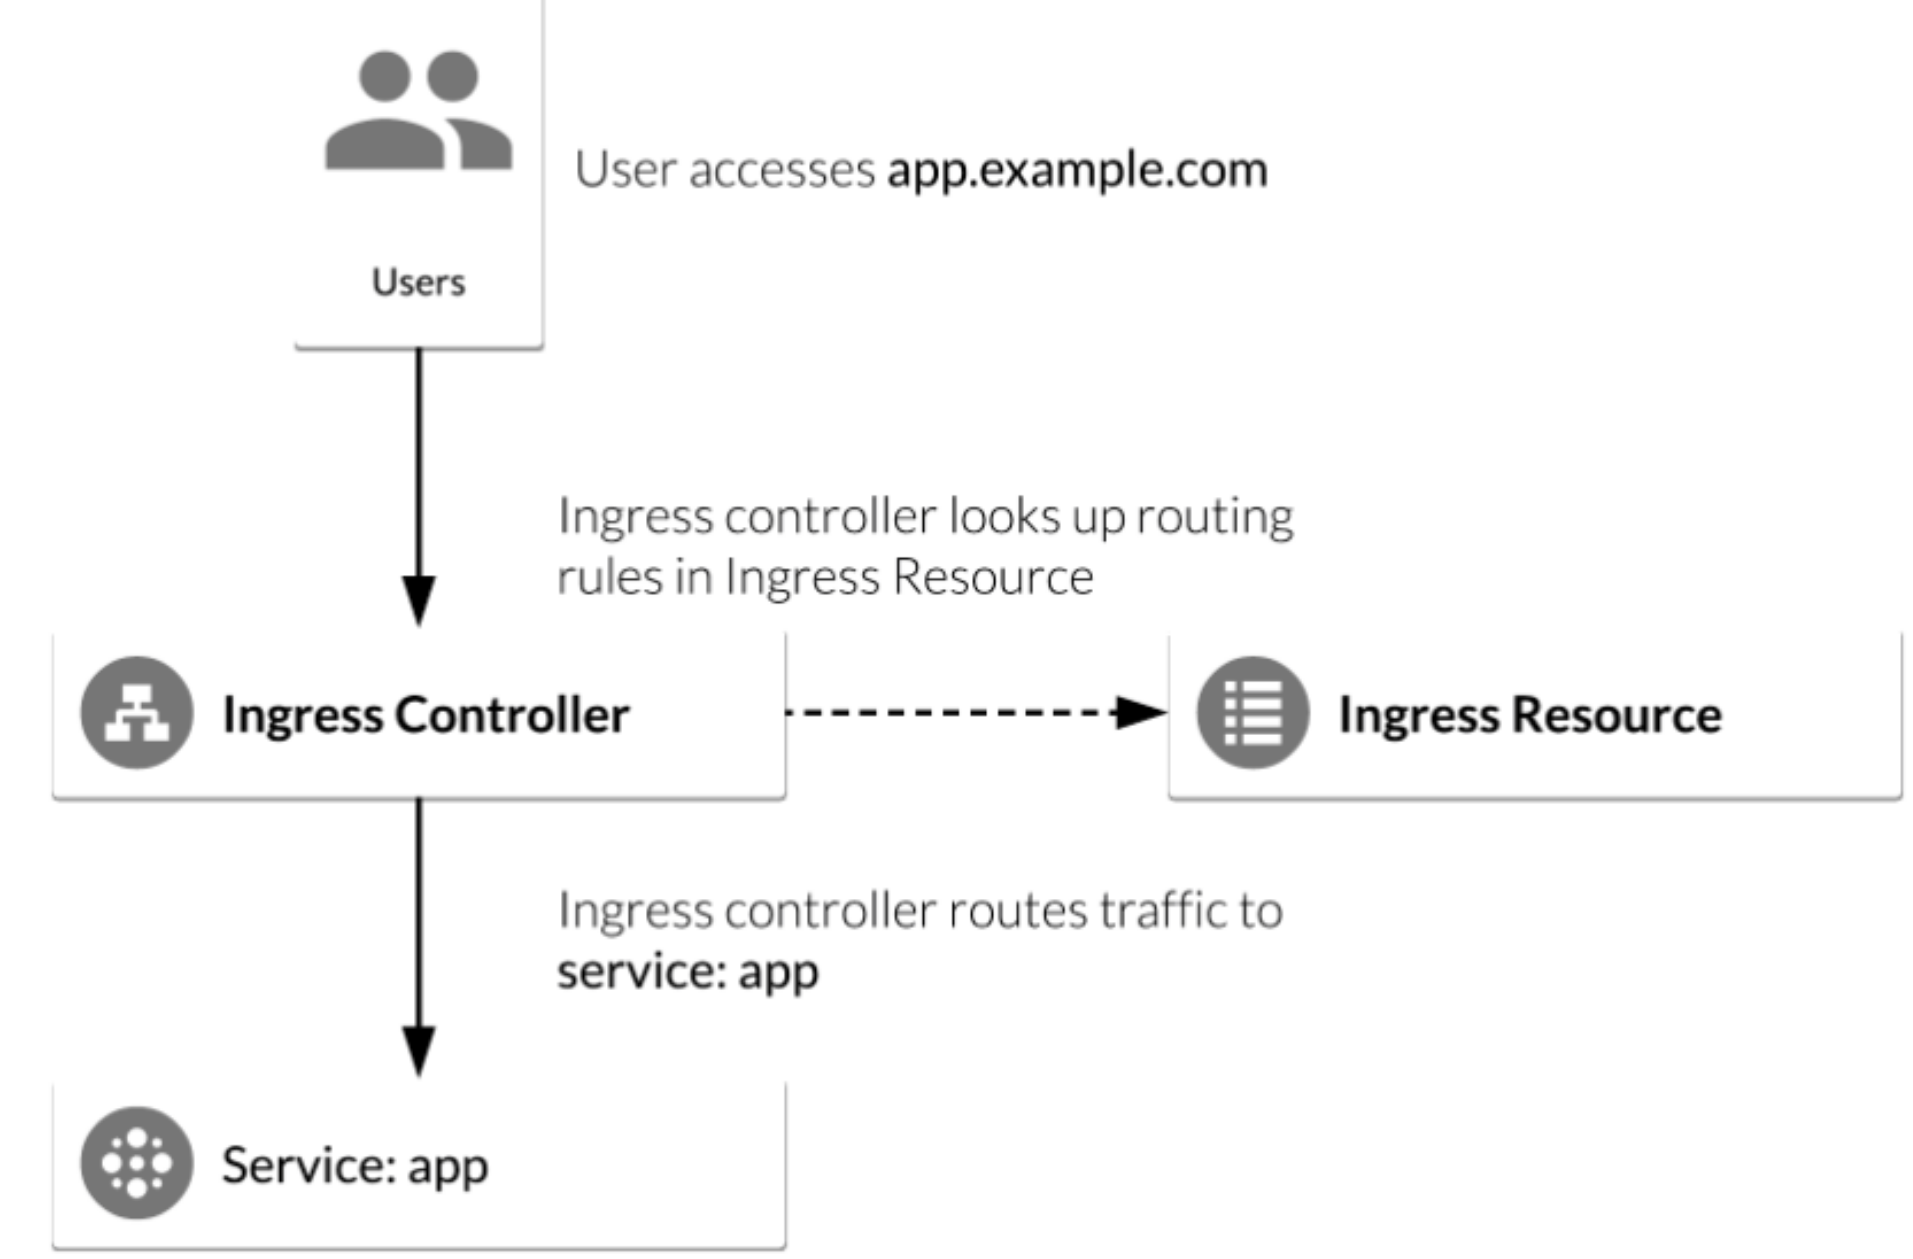 User accesses app.example.com
Users
Ingress controller looks up routing
rules in Ingress Resource
Ingress Controller
Ingress Resource
Ingress controller routes traffic to
service: app
Service: app